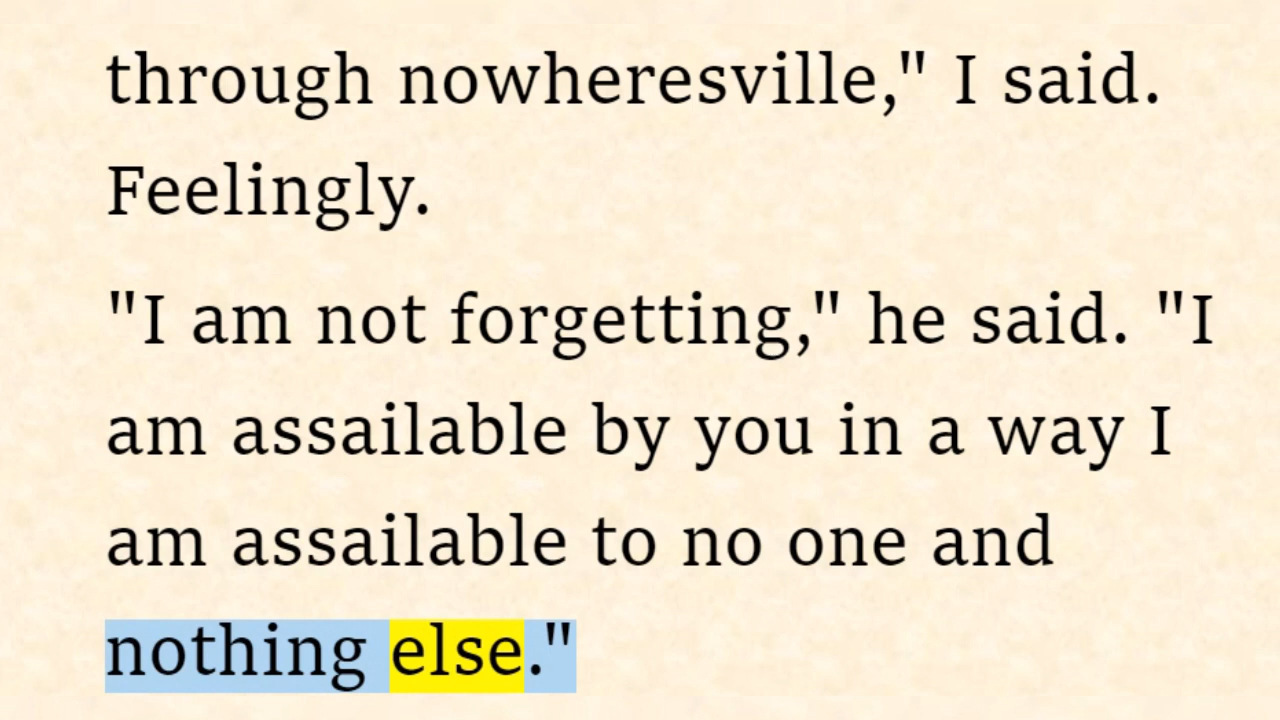 through nowheresville," I said.
Feelingly.
"I am not forgetting," he said. "I
am assailable by you in a way I
am assailable to no one and
nothing else."